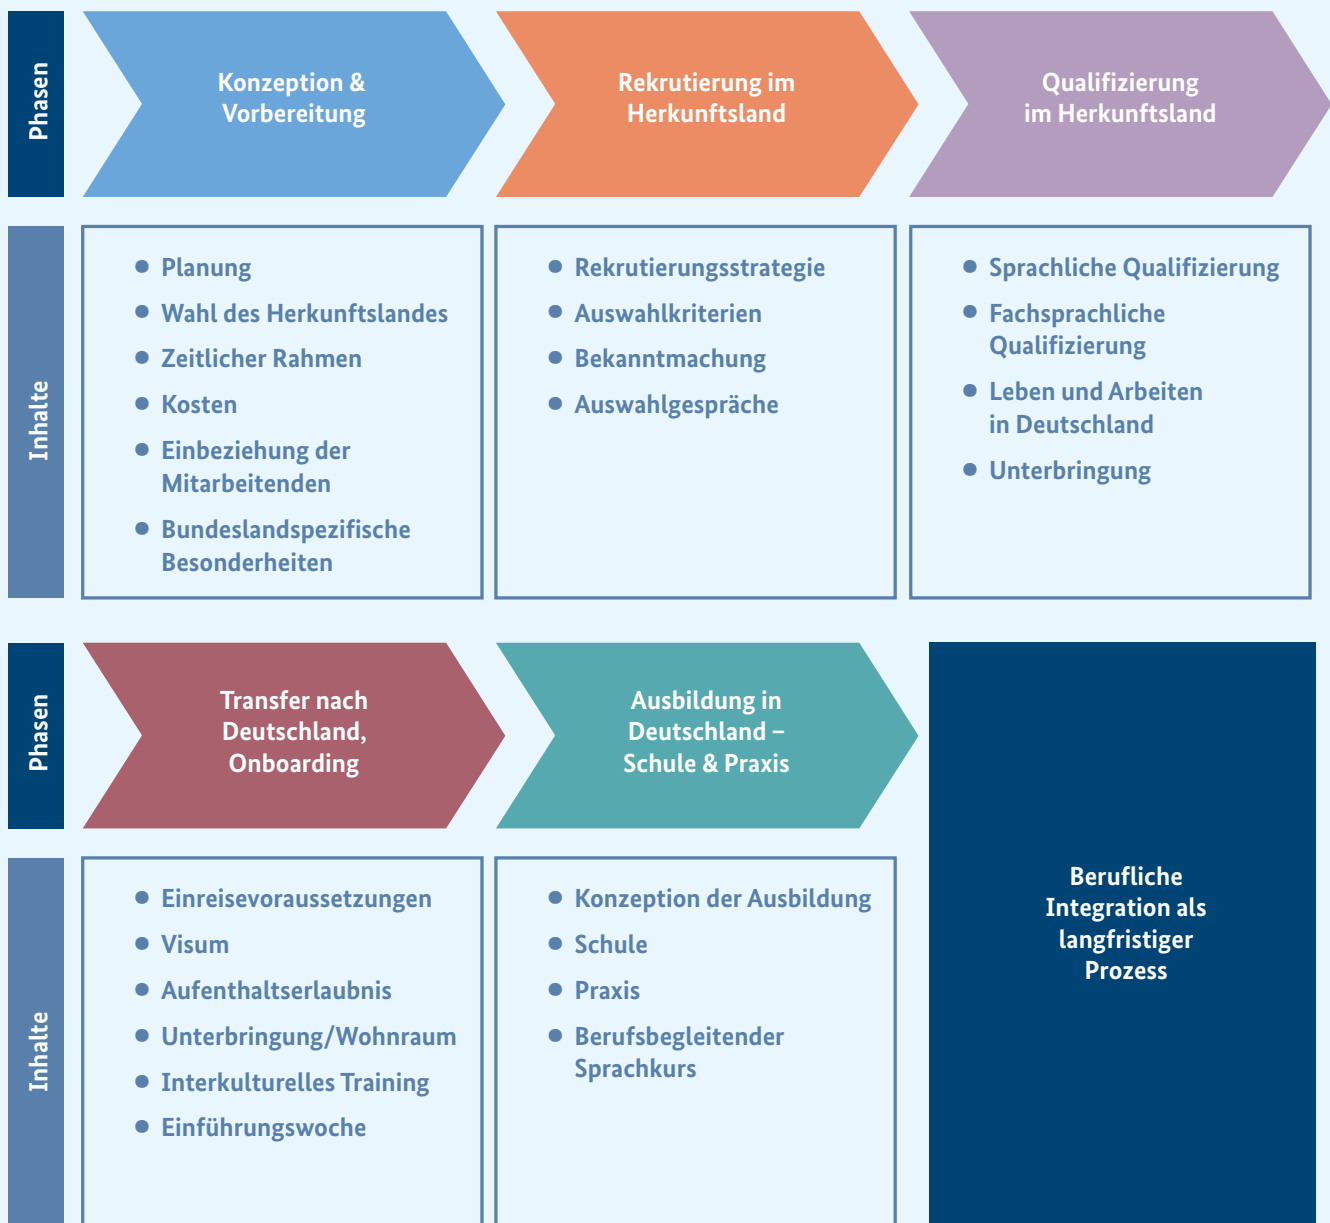 Phasen
Konzeption &
Vorbereitung
Rekrutierung im
Herkunftsland
Qualifizierung
im Herkunftsland
Inhalte
Planung
Wahl des Herkunftslandes
Zeitlicher Rahmen
Kosten
Einbeziehung der
Mitarbeitenden
Bundeslandspezifische
Besonderheiten
Rekrutierungsstrategie
Auswahlkriterien
Bekanntmachung
Auswahlgespräche
Sprachliche Qualifizierung
Fachsprachliche
Qualifizierung
Leben und Arbeiten
in Deutschland
Unterbringung
Phasen
Transfer nach
Deutschland,
Onboarding
Ausbildung in
Deutschland –
Schule & Praxis
Inhalte
Einreisevoraussetzungen
Visum
Aufenthaltserlaubnis
Unterbringung/Wohnraum
Interkulturelles Training
Einführungswoche
Konzeption der Ausbildung
Schule
Praxis
Berufsbegleitender
Sprachkurs
Berufliche
Integration als
langfristiger
Prozess